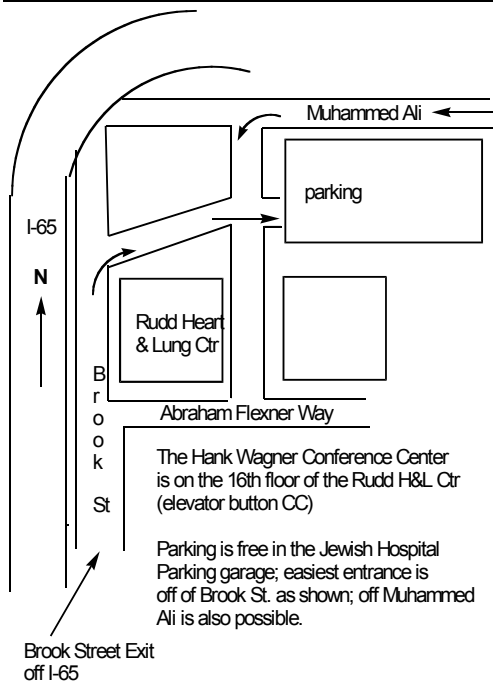 Muhammed Ali
parking
I-65
N
Rudd Heart
& Lung Ctr
Brook St
Abraham Flexner Way
The Hank Wagner Conference Center
is on the 16th floor of the Rudd H&L Ctr
(elevator button CC)
Parking is free in the Jewish Hospital
Parking garage; easiest entrance is
off of Brook St. as shown; off Muhammed
Ali is also possible.
Brook Street Exit
off I-65